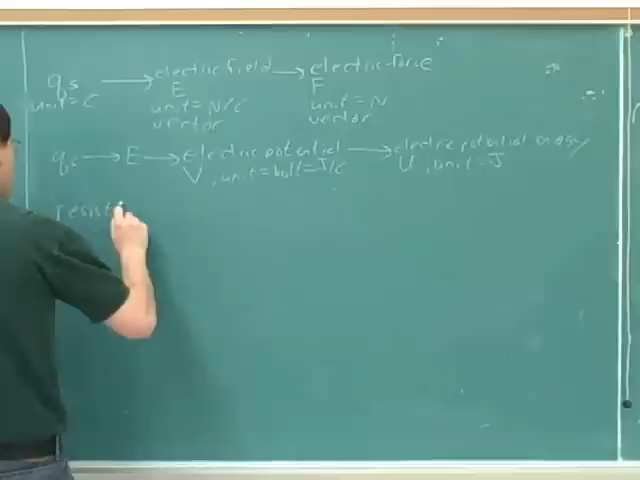 qs → electric field → electric force
unit = C E F
unit = N/C unit = N
vector vector
qs → E → electric potential → electric potential energy
V, unit = volt = J/C U, unit = J
resist